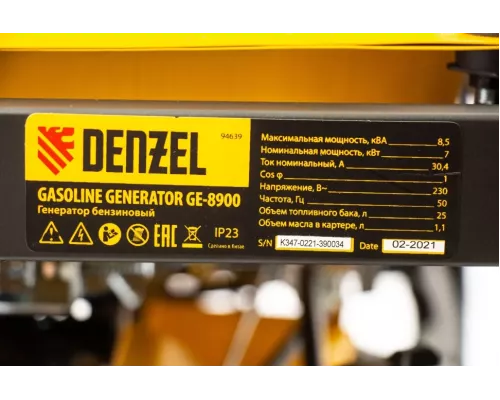 94639
DENZEL
GASOLINE GENERATOR GE-8900
Генератор бензиновый
EAC IP23
Сделано в Китае
Максимальная мощность, кВА 8,5
Номинальная мощность, кВт 7
Ток номинальный, А 30,4
Cos φ 1
Напряжение, В~ 230
Частота, Гц 50
Объем топливного бака, л 25
Объем масла в картере, л 1,1
S/N K347-0221-390034 Date 02-2021